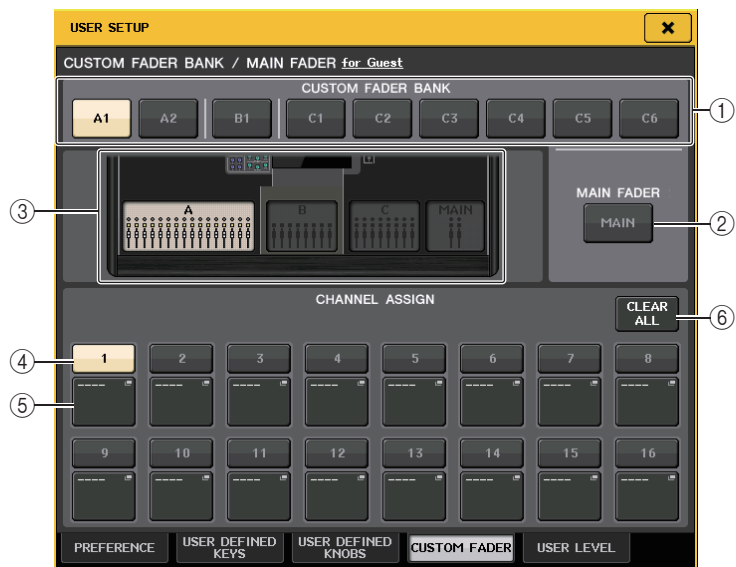 USER SETUP
CUSTOM FADER BANK / MAIN FADER for Guest
CUSTOM FADER BANK
A1 A2 B1 C1 C2 C3 C4 C5 C6
①
A B C MAIN
③
MAIN FADER
MAIN
②
CHANNEL ASSIGN
CLEAR
ALL
⑥
④
1 2 3 4 5 6 7 8
⑤
---- ---- ---- ---- ---- ---- ---- ----
9 10 11 12 13 14 15 16
---- ---- ---- ---- ---- ---- ---- ----
PREFERENCE
USER DEFINED
KEYS
USER DEFINED
KNOBS
CUSTOM FADER
USER LEVEL